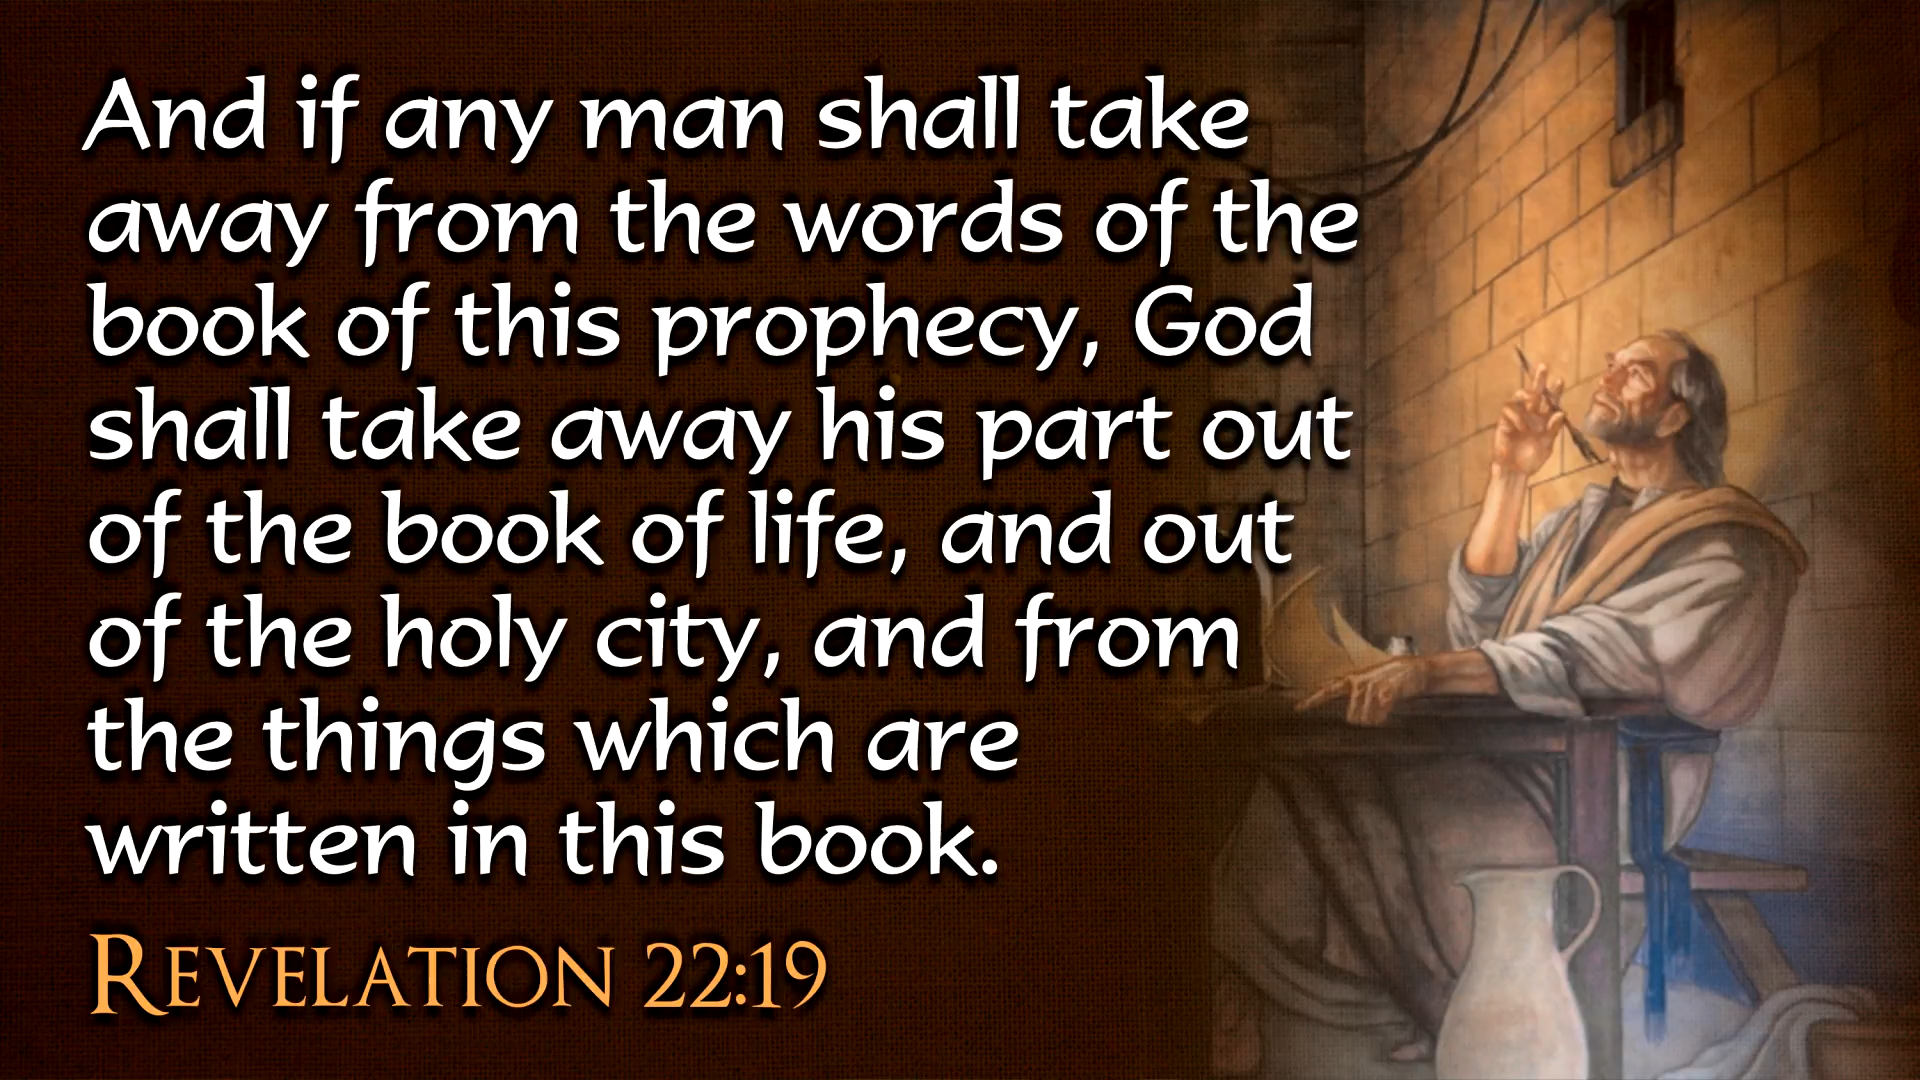 And if any man shall take
away from the words of the
book of this prophecy, God
shall take away his part out
of the book of life, and out
of the holy city, and from
the things which are
written in this book.
REVELATION 22:19